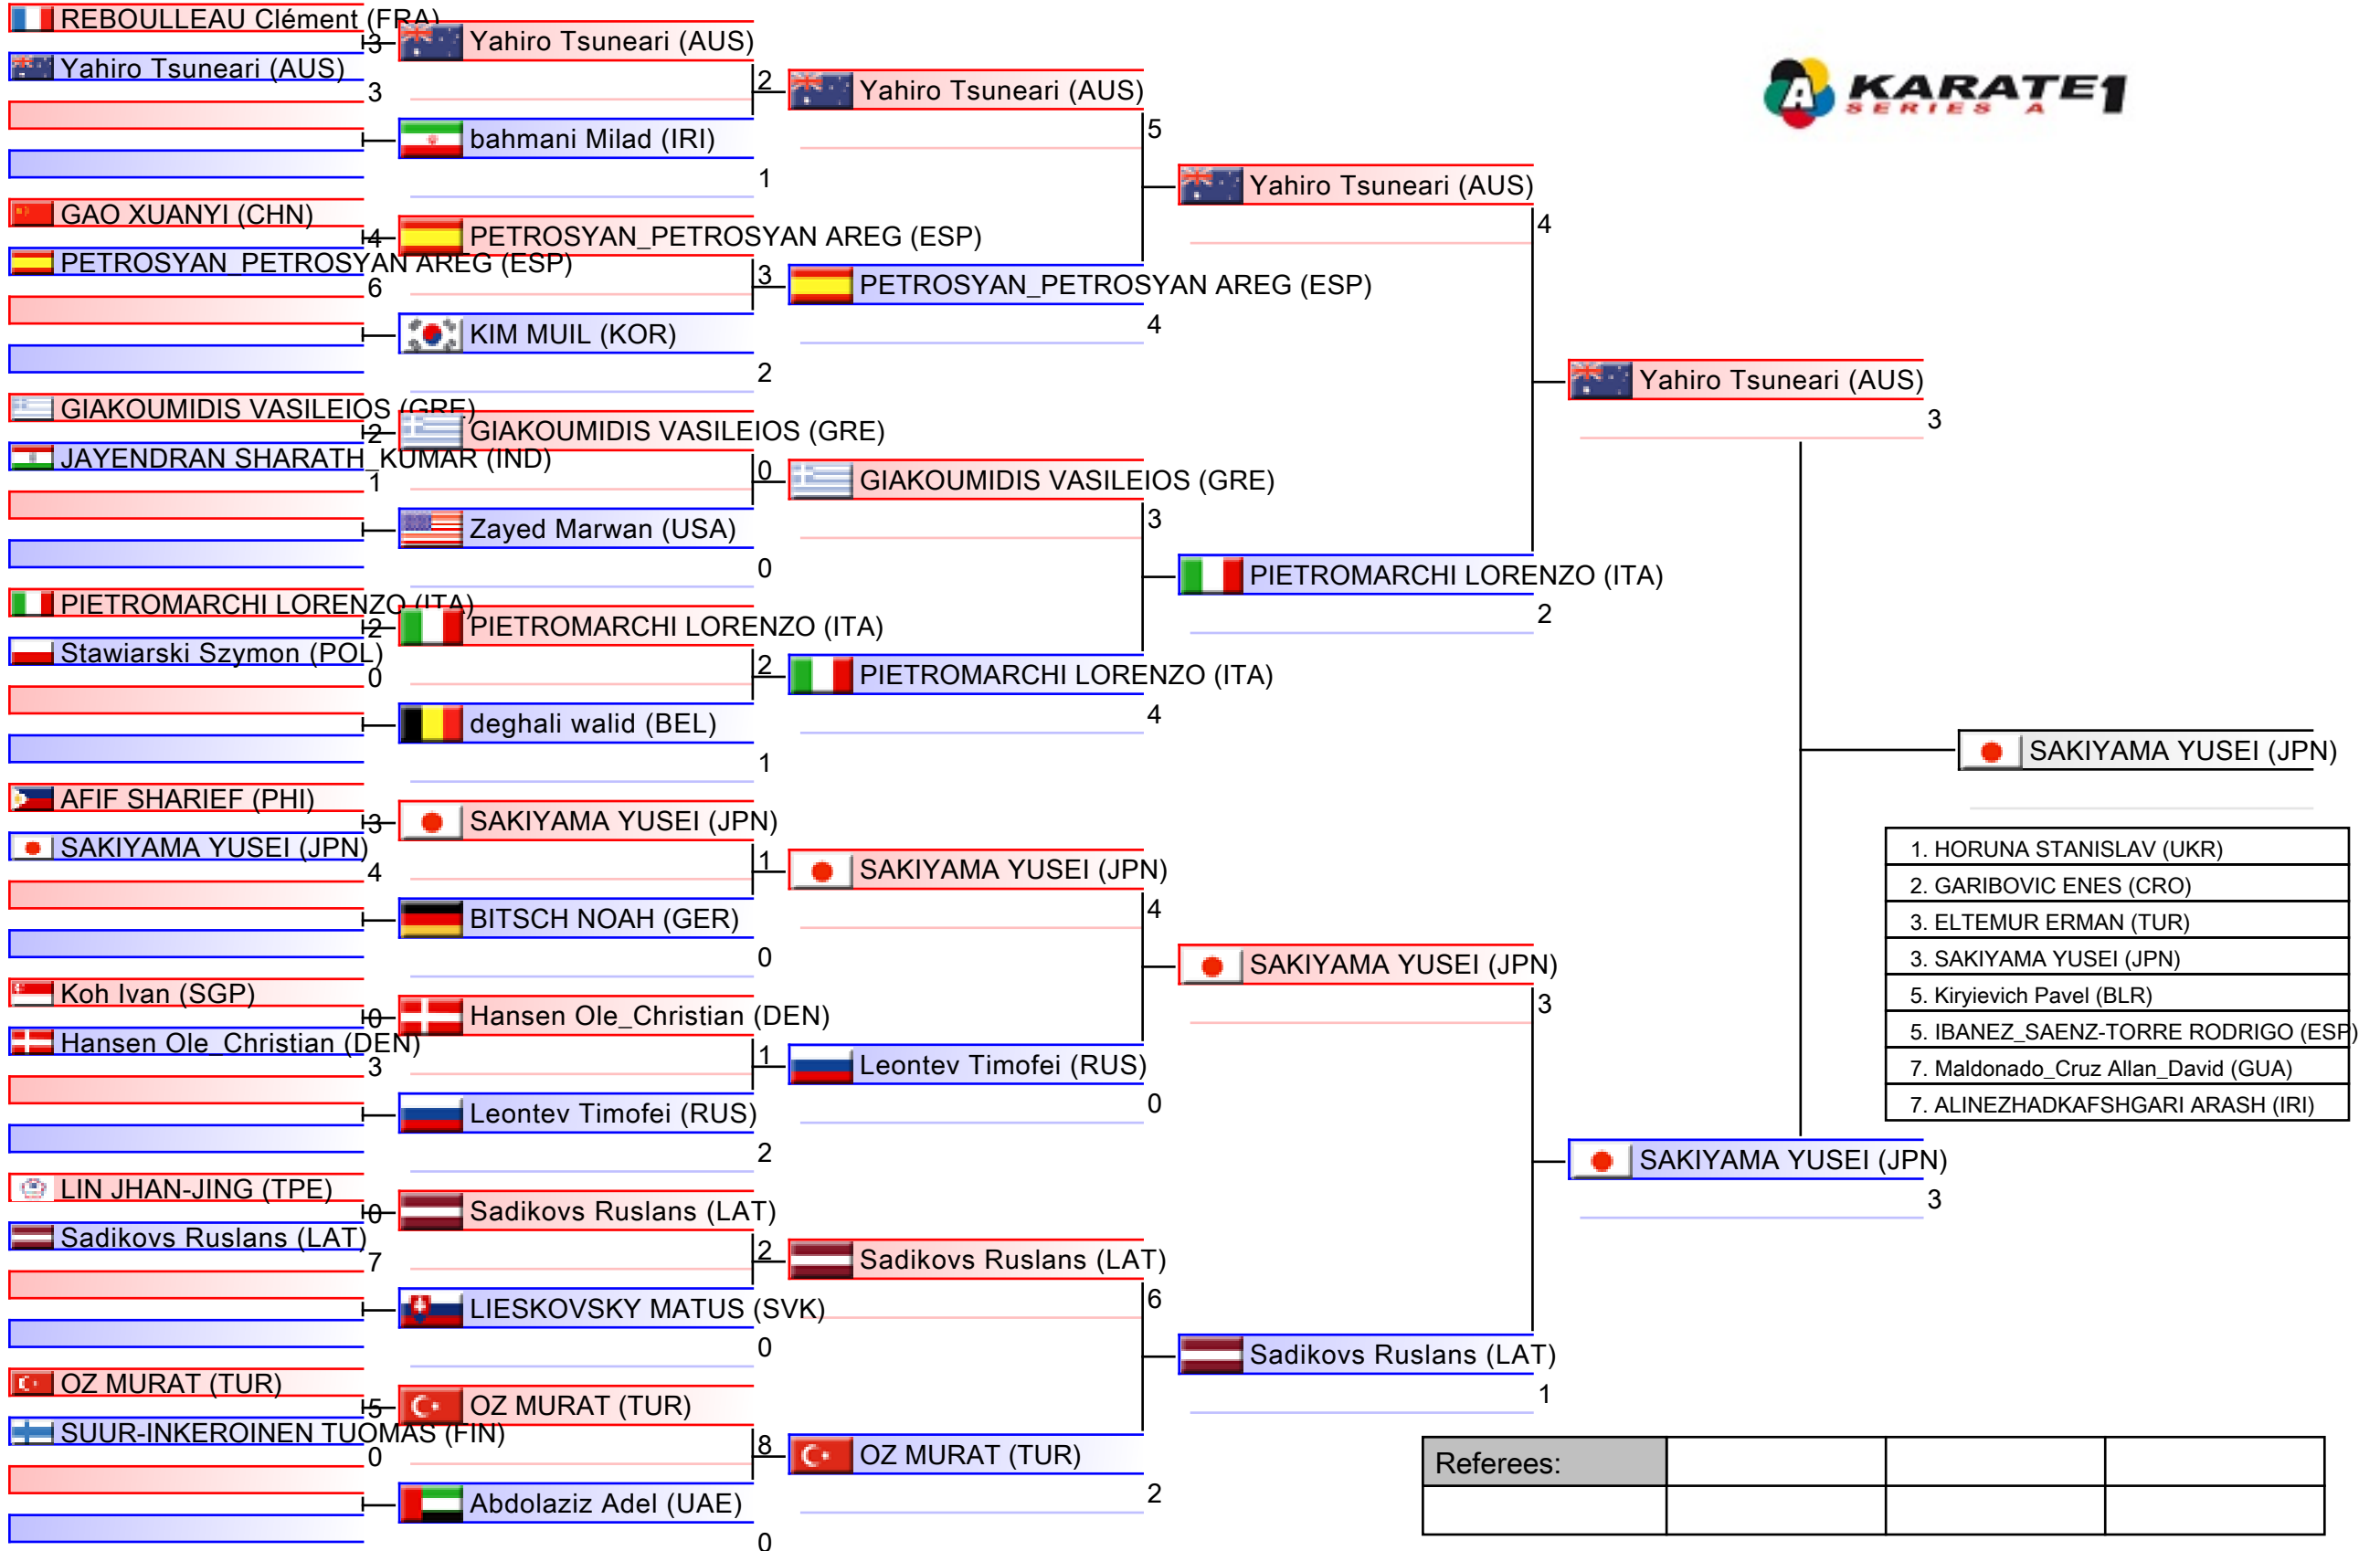 REBOULLEAU Clément (FRA)
3
Yahiro Tsuneari (AUS)
3
GAO XUANYI (CHN)
4
PETROSYAN_PETROSYAN AREG (ESP)
6
GIAKOUMIDIS VASILEIOS (GRE)
2
JAYENDRAN SHARATH_KUMAR (IND)
1
PIETROMARCHI LORENZO (ITA)
2
Stawiarski Szymon (POL)
0
AFIF SHARIEF (PHI)
3
SAKIYAMA YUSEI (JPN)
4
Koh Ivan (SGP)
0
Hansen Ole_Christian (DEN)
3
LIN JHAN-JING (TPE)
0
Sadikovs Ruslans (LAT)
7
OZ MURAT (TUR)
5
SUUR-INKEROINEN TUOMAS (FIN)
0
Yahiro Tsuneari (AUS)
2
bahmani Milad (IRI)
1
PETROSYAN_PETROSYAN AREG (ESP)
3
KIM MUIL (KOR)
2
GIAKOUMIDIS VASILEIOS (GRE)
0
Zayed Marwan (USA)
0
PIETROMARCHI LORENZO (ITA)
2
deghali walid (BEL)
1
SAKIYAMA YUSEI (JPN)
1
BITSCH NOAH (GER)
0
Hansen Ole_Christian (DEN)
1
Leontev Timofei (RUS)
2
Sadikovs Ruslans (LAT)
2
LIESKOVSKY MATUS (SVK)
0
OZ MURAT (TUR)
8
Abdolaziz Adel (UAE)
0
Yahiro Tsuneari (AUS)
5
PETROSYAN_PETROSYAN AREG (ESP)
4
GIAKOUMIDIS VASILEIOS (GRE)
3
PIETROMARCHI LORENZO (ITA)
4
SAKIYAMA YUSEI (JPN)
4
Leontev Timofei (RUS)
0
Sadikovs Ruslans (LAT)
6
OZ MURAT (TUR)
2
Yahiro Tsuneari (AUS)
4
PIETROMARCHI LORENZO (ITA)
2
SAKIYAMA YUSEI (JPN)
3
Sadikovs Ruslans (LAT)
1
Yahiro Tsuneari (AUS)
3
SAKIYAMA YUSEI (JPN)
3
A KARATE1
SERIES A
SAKIYAMA YUSEI (JPN)
1. HORUNA STANISLAV (UKR)
2. GARIBOVIC ENES (CRO)
3. ELTEMUR ERMAN (TUR)
3. SAKIYAMA YUSEI (JPN)
5. Kiryievich Pavel (BLR)
5. IBANEZ_SAENZ-TORRE RODRIGO (ESP)
7. Maldonado_Cruz Allan_David (GUA)
7. ALINEZHADKAFSHGARI ARASH (IRI)
Referees: